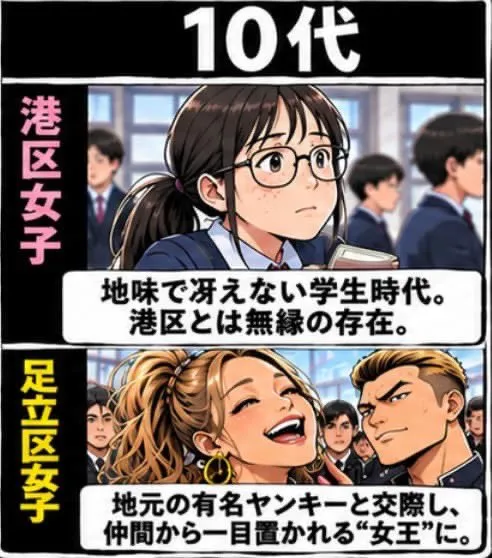 10代
港区女子
地味で冴えない学生時代。
港区とは無縁の存在。
足立区女子
地元の有名ヤンキーと交際し、
仲間から一目置かれる“女王”に。